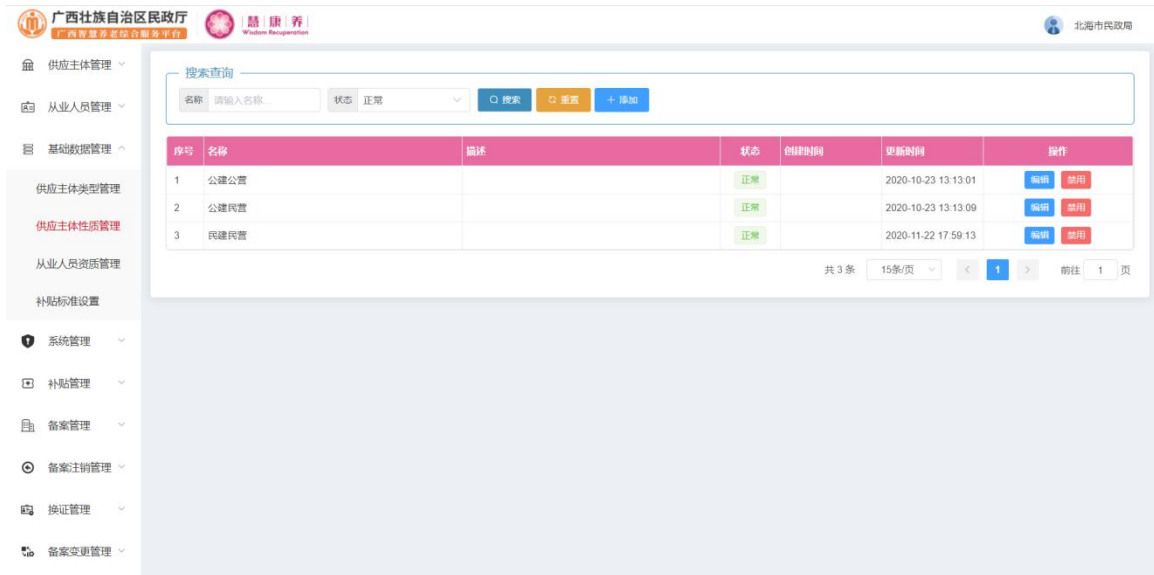 广西壮族自治区民政厅
广西智慧养老综合服务平台
慧康养
Wisdom Recuperation
北海市民政局
供应主体管理
从业人员管理
基础数据管理
供应主体类型管理
供应主体性质管理
从业人员资质管理
补贴标准设置
系统管理
补贴管理
备案管理
备案注销管理
换证管理
备案变更管理
搜索查询
名称 请输入名称... 状态 正常 搜索 重置 + 添加
序号 名称 描述 状态 创建时间 更新时间 操作
1 公建公营 正常 2020-10-23 13:13:01 编辑 禁用
2 公建民营 正常 2020-10-23 13:13:09 编辑 禁用
3 民建民营 正常 2020-11-22 17:59:13 编辑 禁用
共 3 条 15条/页 < 1 > 前往 1 页